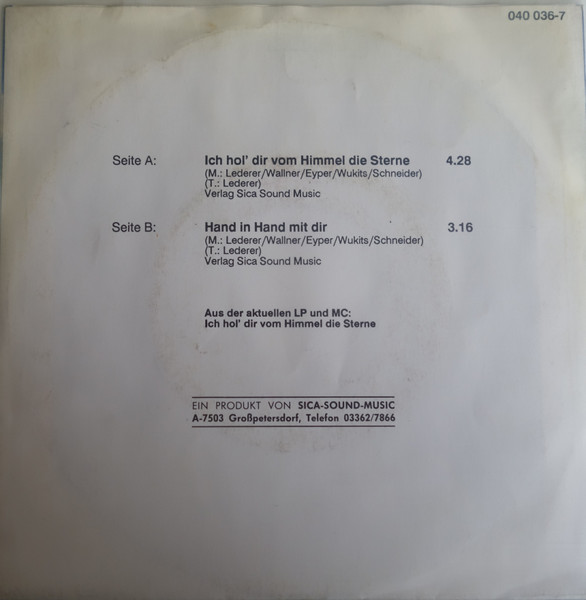 040 036-7
Seite A: Ich hol' dir vom Himmel die Sterne 4.28
(M.: Lederer/Wallner/Eyper/Wukits/Schneider)
(T.: Lederer)
Verlag Sica Sound Music
Seite B: Hand in Hand mit dir 3.16
(M.: Lederer/Wallner/Eyper/Wukits/Schneider)
(T.: Lederer)
Verlag Sica Sound Music
Aus der aktuellen LP und MC:
Ich hol' dir vom Himmel die Sterne
EIN PRODUKT VON SICA-SOUND-MUSIC
A-7503 Großpetersdorf, Telefon 03362/7866